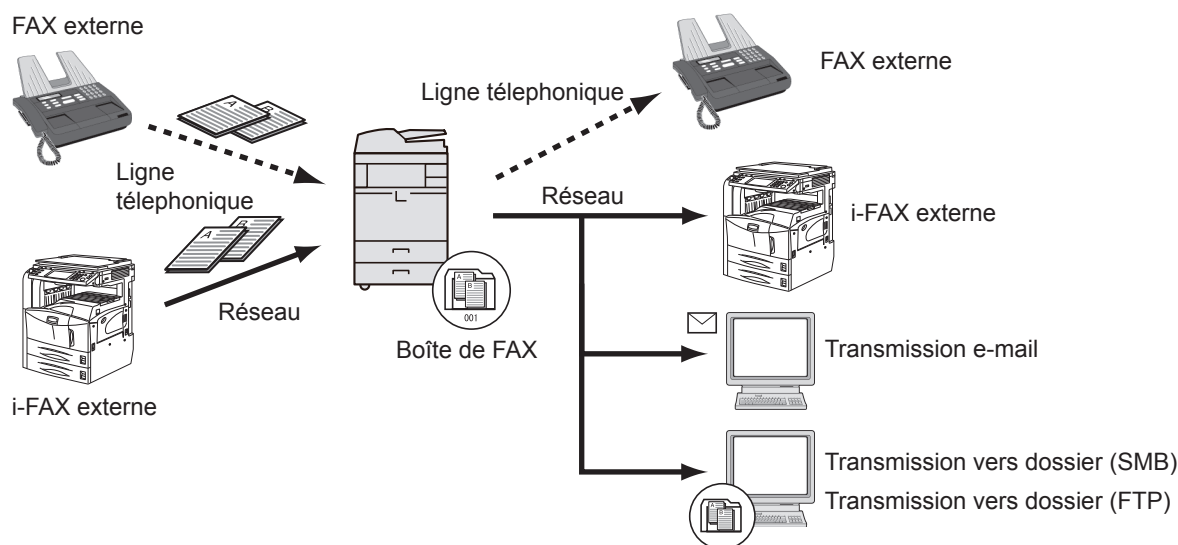 FAX externe
Ligne télephonique
FAX externe
A
B
Ligne
télephonique
Réseau
i-FAX externe
A
B
A
B
001
Réseau
Boîte de FAX
Transmission e-mail
i-FAX externe
Transmission vers dossier (SMB)
Transmission vers dossier (FTP)